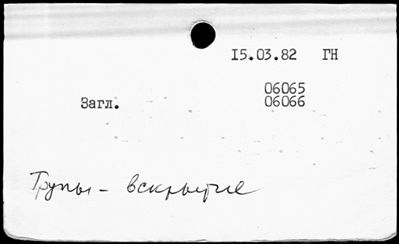 15.03.82 ГН
06065
Загл. 06066
Трупы - вскрытие